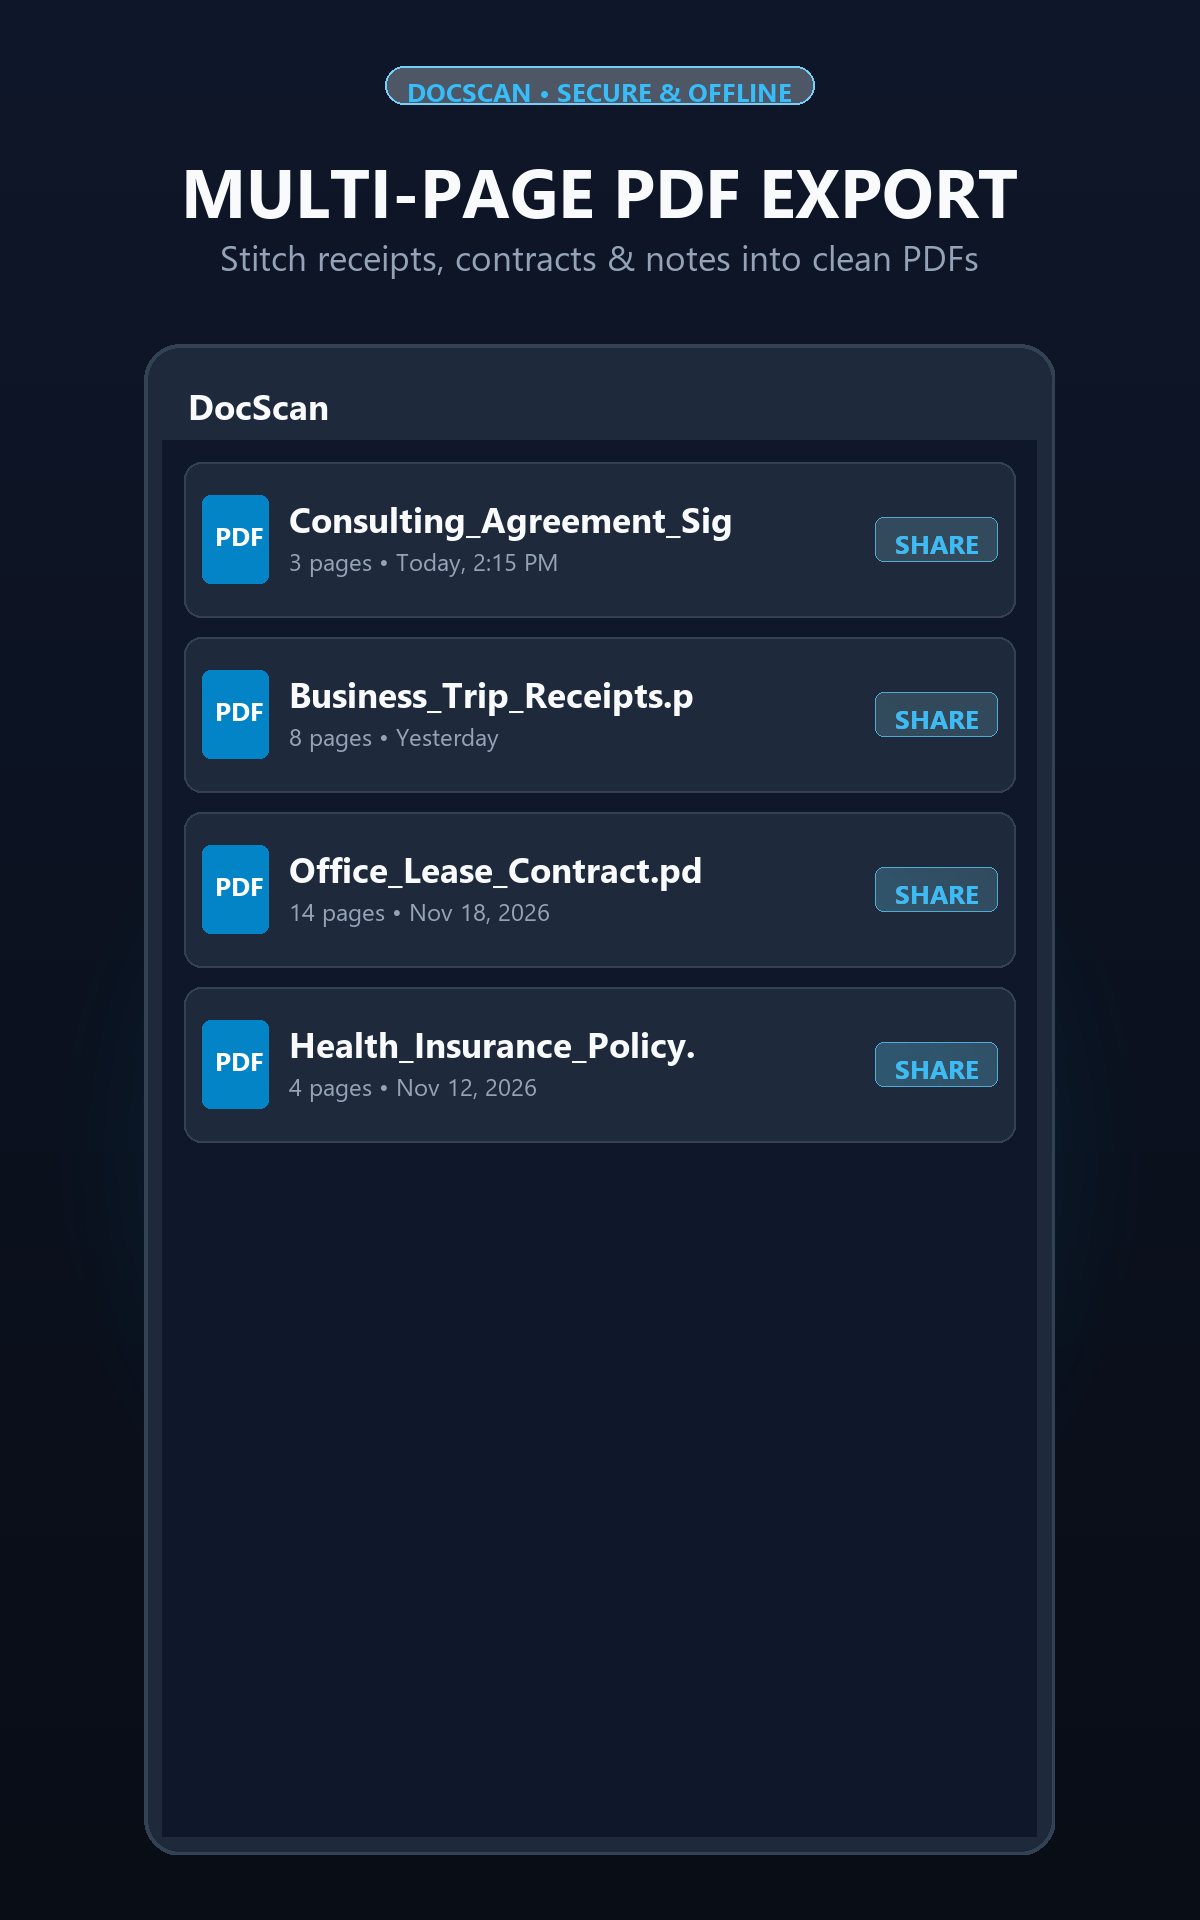 DOCSCAN • SECURE & OFFLINE
MULTI-PAGE PDF EXPORT
Stitch receipts, contracts & notes into clean PDFs
DocScan
PDF
Consulting_Agreement_Sig
3 pages • Today, 2:15 PM
SHARE
PDF
Business_Trip_Receipts.p
8 pages • Yesterday
SHARE
PDF
Office_Lease_Contract.pd
14 pages • Nov 18, 2026
SHARE
PDF
Health_Insurance_Policy.
4 pages • Nov 12, 2026
SHARE